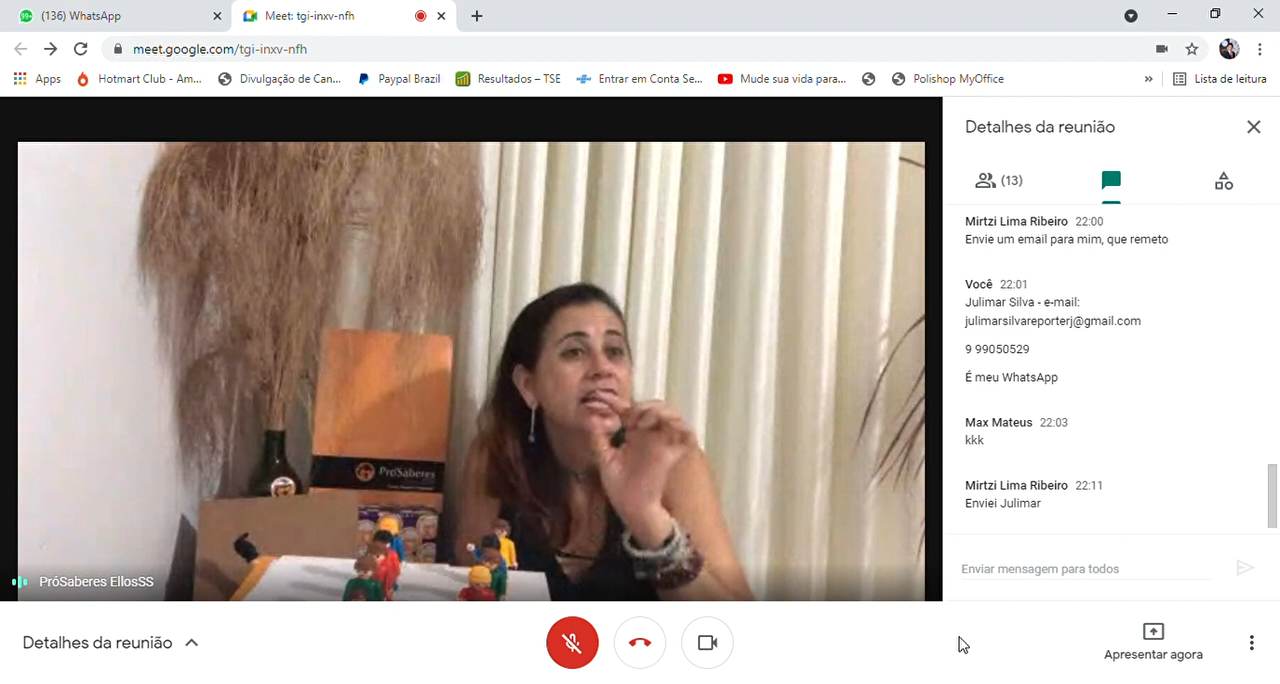 99+
(136) WhatsApp
Meet: tgi-inxv-nfh
meet.google.com/tgi-inxv-nfh
Apps
Hotmart Club - Am...
Divulgação de Can...
Paypal Brazil
Resultados – TSE
Entrar em Conta Se...
Mude sua vida para...
Polishop MyOffice
»
Lista de leitura
Detalhes da reunião
(13)
Mirtzi Lima Ribeiro 22:00
Envie um email para mim, que remeto
Você 22:01
Julimar Silva - e-mail:
julimarsilvareporterj@gmail.com
9 99050529
É meu WhatsApp
Max Mateus 22:03
kkk
Mirtzi Lima Ribeiro 22:11
Enviei Julimar
Enviar mensagem para todos
PróSaberes
PróSaberes EllosSS
Detalhes da reunião
Apresentar agora